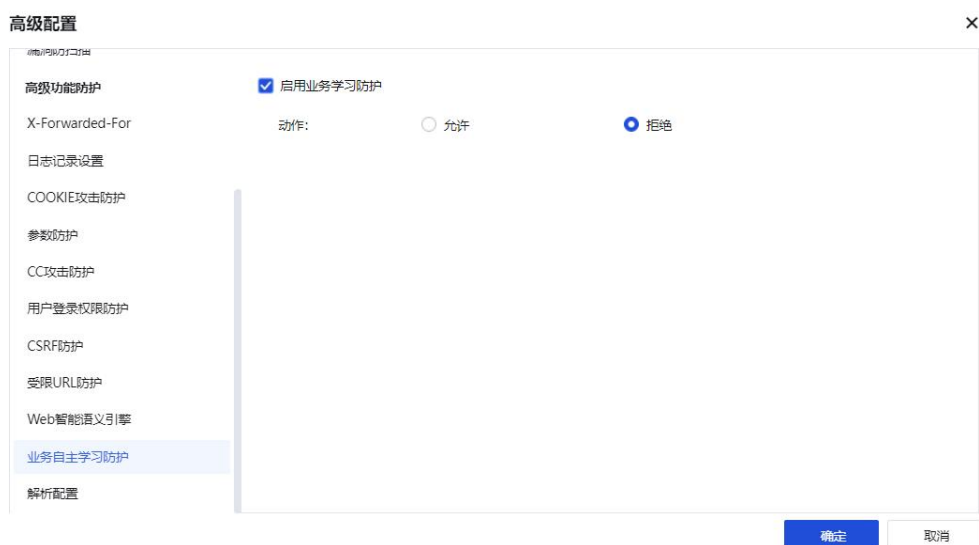 高级配置
漏洞防扫描
高级功能防护
启用业务学习防护
X-Forwarded-For
动作:
允许
拒绝
日志记录设置
COOKIE攻击防护
参数防护
CC攻击防护
用户登录权限防护
CSRF防护
受限URL防护
Web智能语义引擎
业务自主学习防护
解析配置
确定
取消